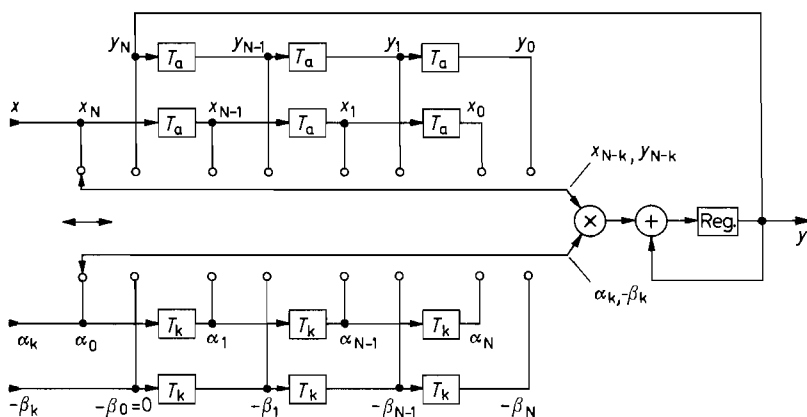 y_N y_{N-1} y_1 y_0
T_a T_a T_a
x x_N x_{N-1} x_1 x_0
T_a T_a T_a
x_{N-k}, y_{N-k}
× + Reg. y
α_k, -β_k
T_k T_k T_k
α_k α_0 α_1 α_{N-1} α_N
T_k T_k T_k
-β_k -β_0=0 -β_1 -β_{N-1} -β_N